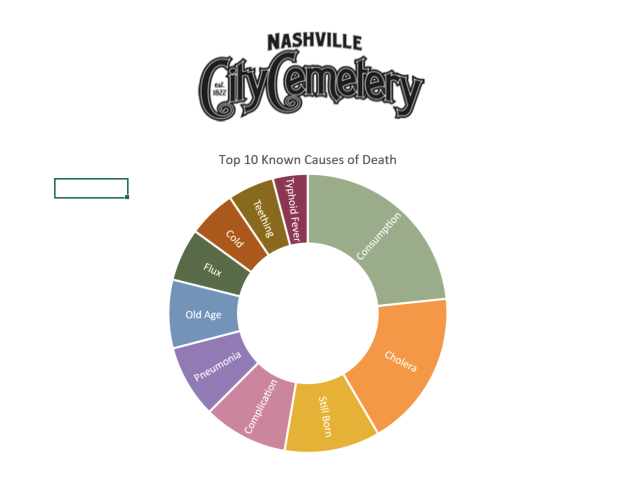 NASHVILLE
City Cemetery
est.
1822
Top 10 Known Causes of Death
Consumption
Cholera
Still Born
Complication
Pneumonia
Old Age
Flux
Cold
Teething
Typhoid Fever